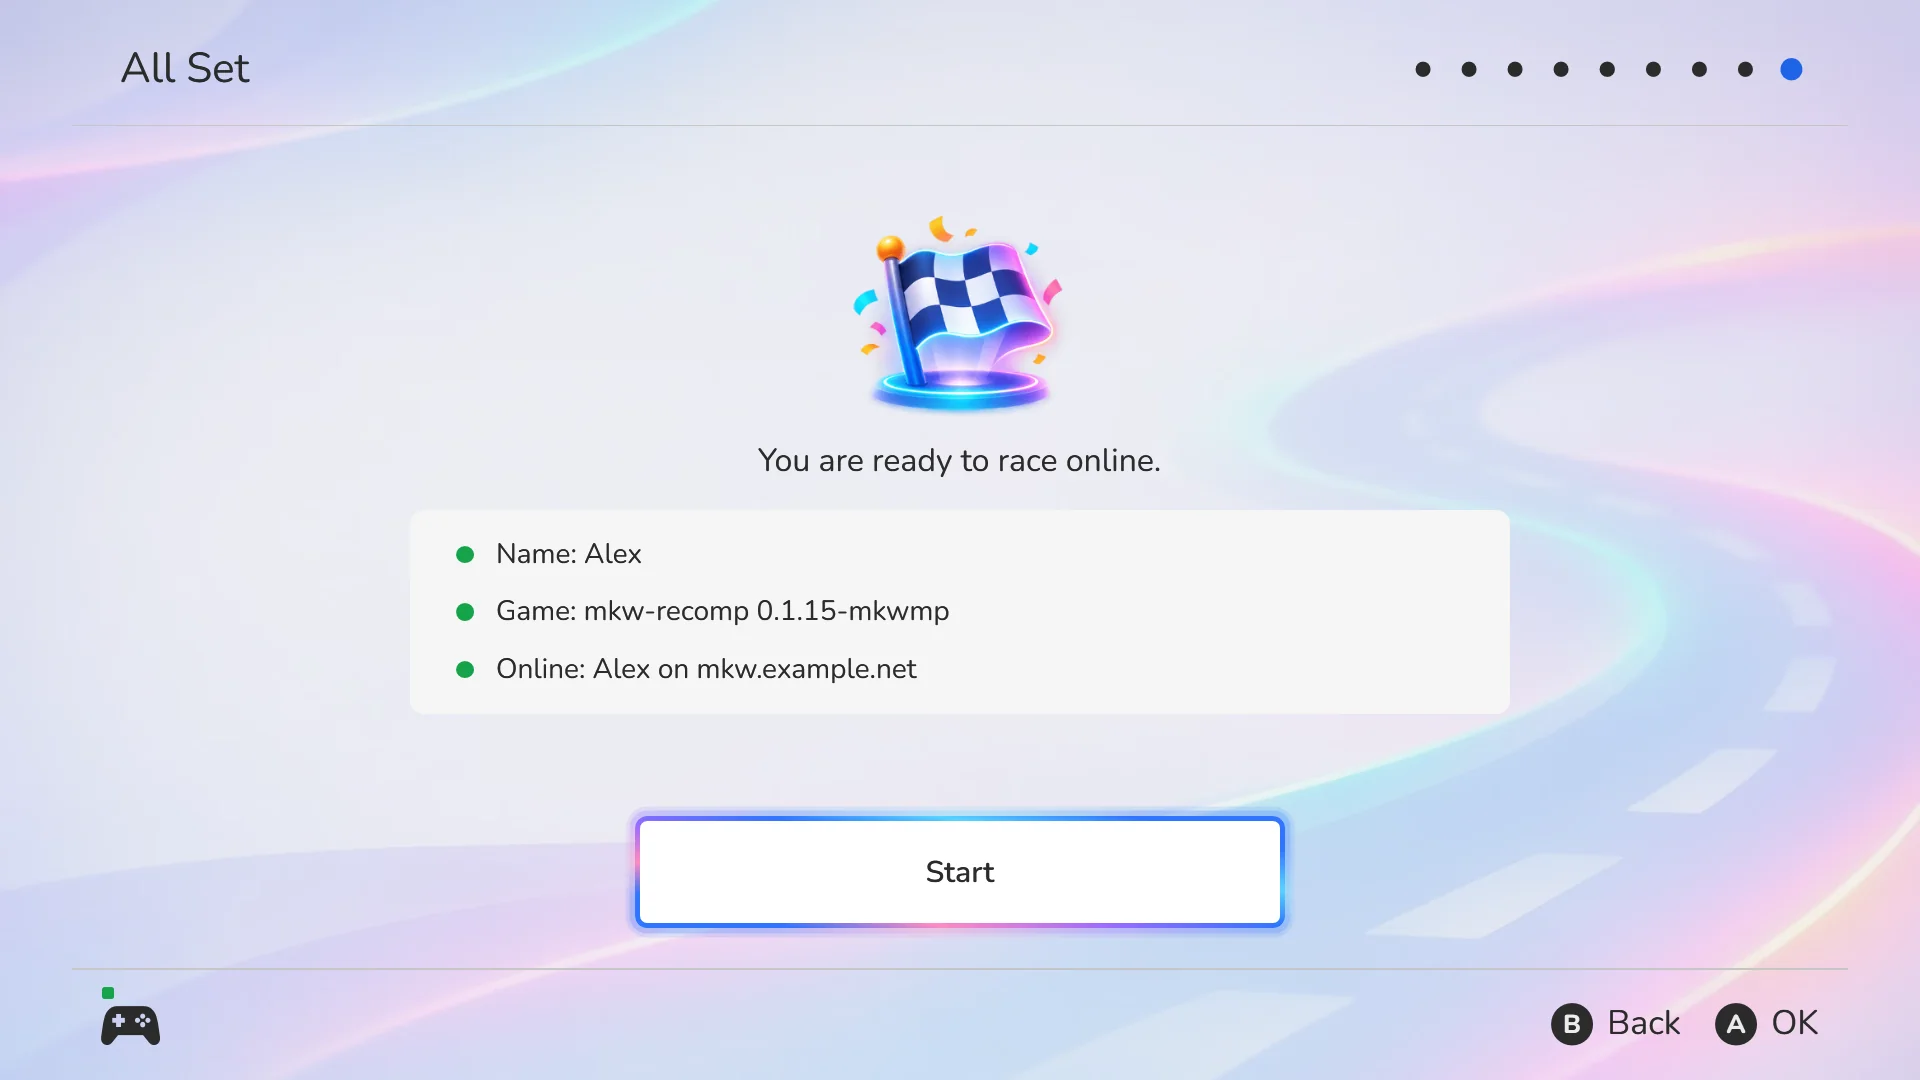 All Set
You are ready to race online.
Name: Alex
Game: mkw-recomp 0.1.15-mkwmp
Online: Alex on mkw.example.net
Start
B Back A OK